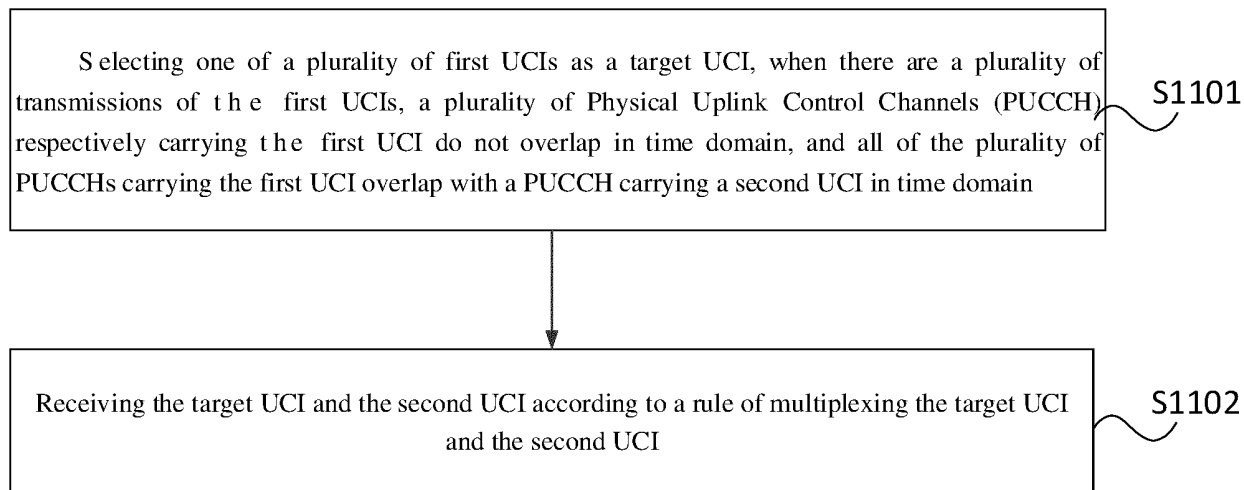 Selecting one of a plurality of first UCIs as a target UCI, when there are a plurality of
transmissions of the first UCIs, a plurality of Physical Uplink Control Channels (PUCCH)
respectively carrying the first UCI do not overlap in time domain, and all of the plurality of
PUCCHs carrying the first UCI overlap with a PUCCH carrying a second UCI in time domain
S1101
Receiving the target UCI and the second UCI according to a rule of multiplexing the target UCI
and the second UCI
S1102